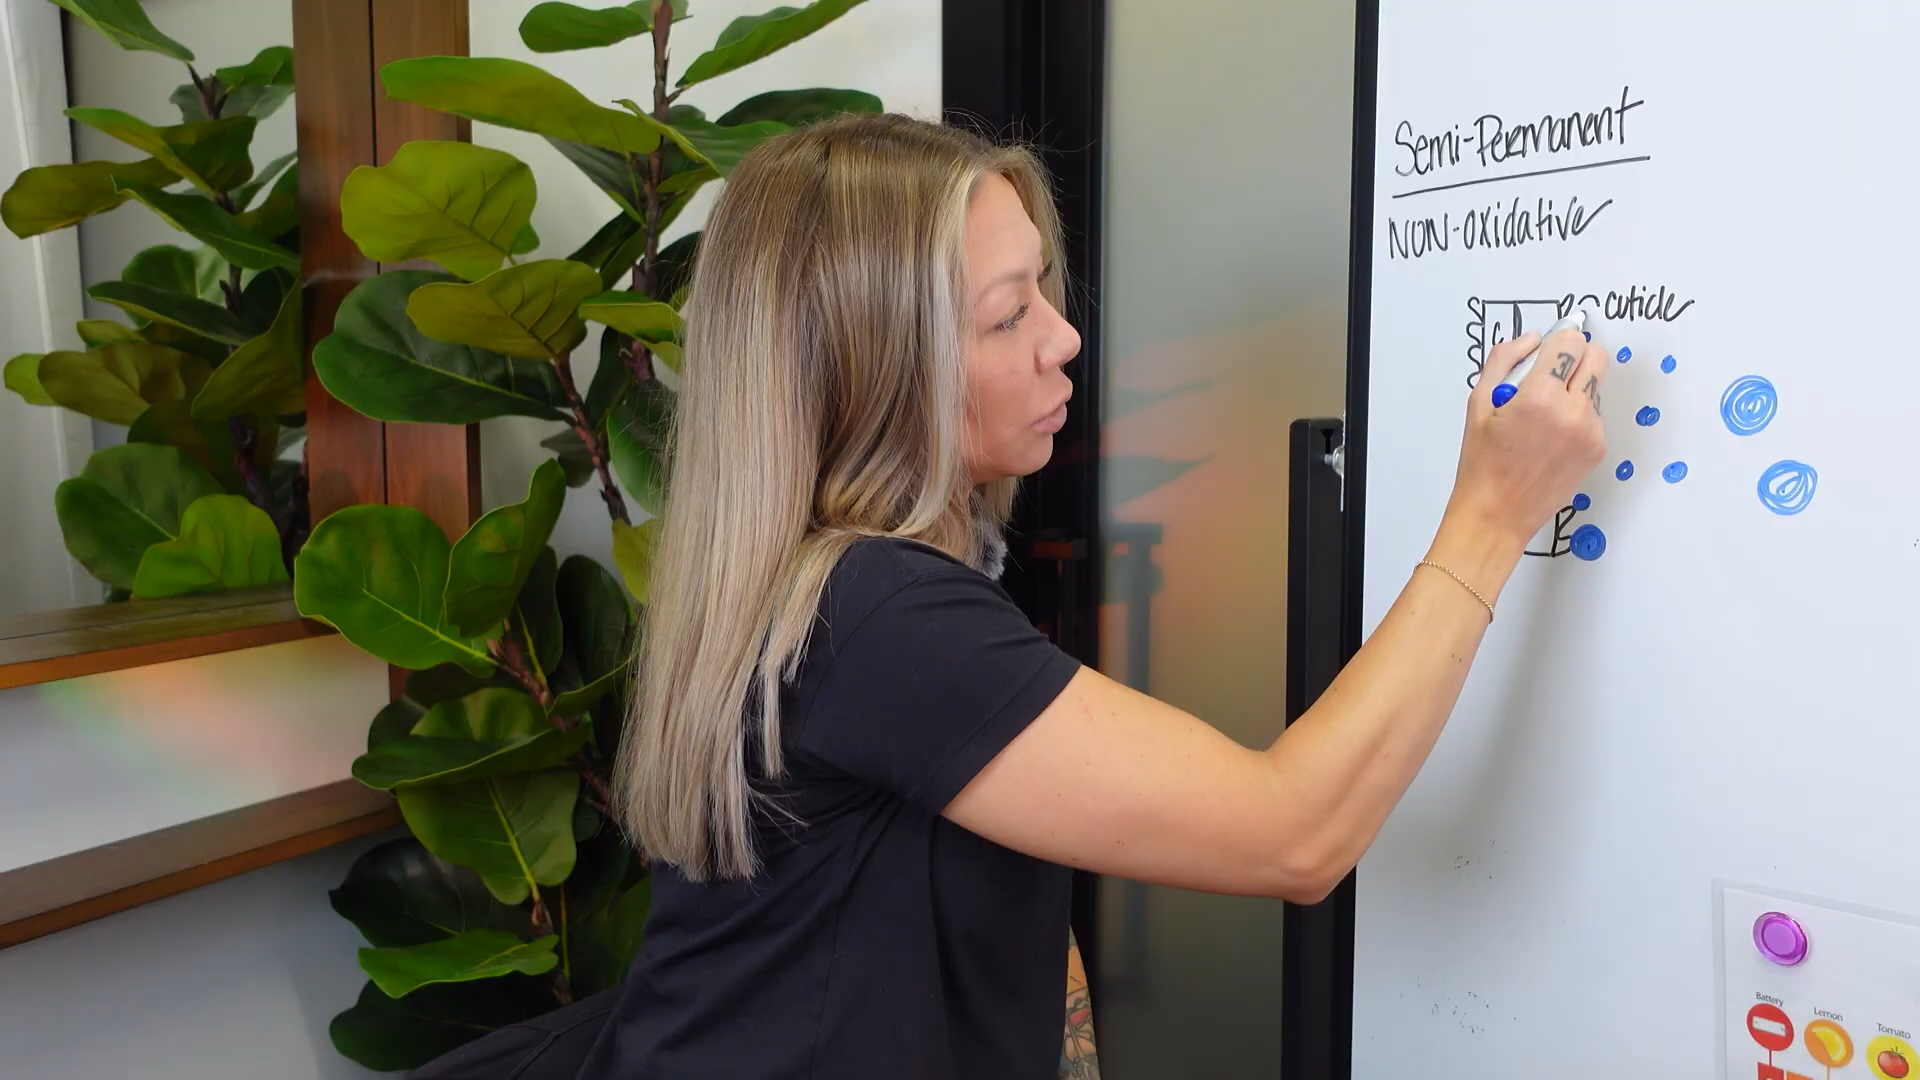 Semi-Permanent
NON-oxidative
cuticle
C
Battery
Lemon
Tomato